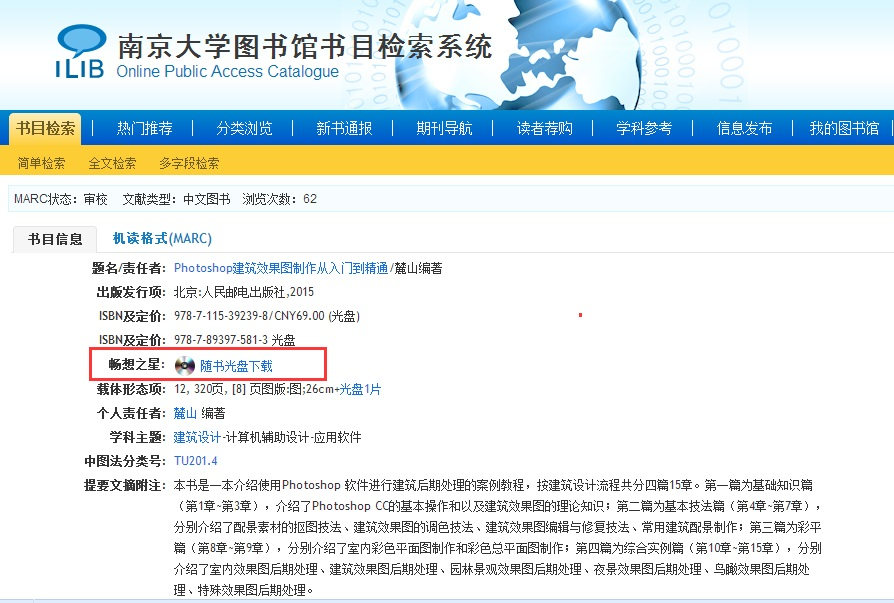 ILIB
南京大学图书馆书目检索系统
Online Public Access Catalogue
书目检索 热门推荐 分类浏览 新书通报 期刊导航 读者荐购 学科参考 信息发布 我的图书馆
简单检索 全文检索 多字段检索
MARC状态：审校 文献类型：中文图书 浏览次数：62
书目信息 机读格式(MARC)
题名/责任者： Photoshop建筑效果图制作从入门到精通/麓山编著
出版发行项： 北京:人民邮电出版社,2015
ISBN及定价： 978-7-115-39239-8/CNY69.00 (光盘)
ISBN及定价： 978-7-89397-581-3 光盘
畅想之星： 随书光盘下载
载体形态项： 12, 320页, [8] 页图版:图;26cm+光盘1片
个人责任者： 麓山 编著
学科主题： 建筑设计-计算机辅助设计-应用软件
中图法分类号： TU201.4
提要文摘附注： 本书是一本介绍使用Photoshop 软件进行建筑后期处理的案例教程，按建筑设计流程共分四篇15章。第一篇为基础知识篇
（第1章~第3章），介绍了Photoshop CC的基本操作和以及建筑效果图的理论知识；第二篇为基本技法篇（第4章~第7章），
分别介绍了配景素材的抠图技法、建筑效果图的调色技法、建筑效果图编辑与修复技法、常用建筑配景制作；第三篇为彩平
篇（第8章~第9章），分别介绍了室内彩色平面图制作和彩色总平面图制作；第四篇为综合实例篇（第10章~第15章），分别
介绍了室内效果图后期处理、建筑效果图后期处理、园林景观效果图后期处理、夜景效果图后期处理、鸟瞰效果图后期处
理、特殊效果图后期处理。